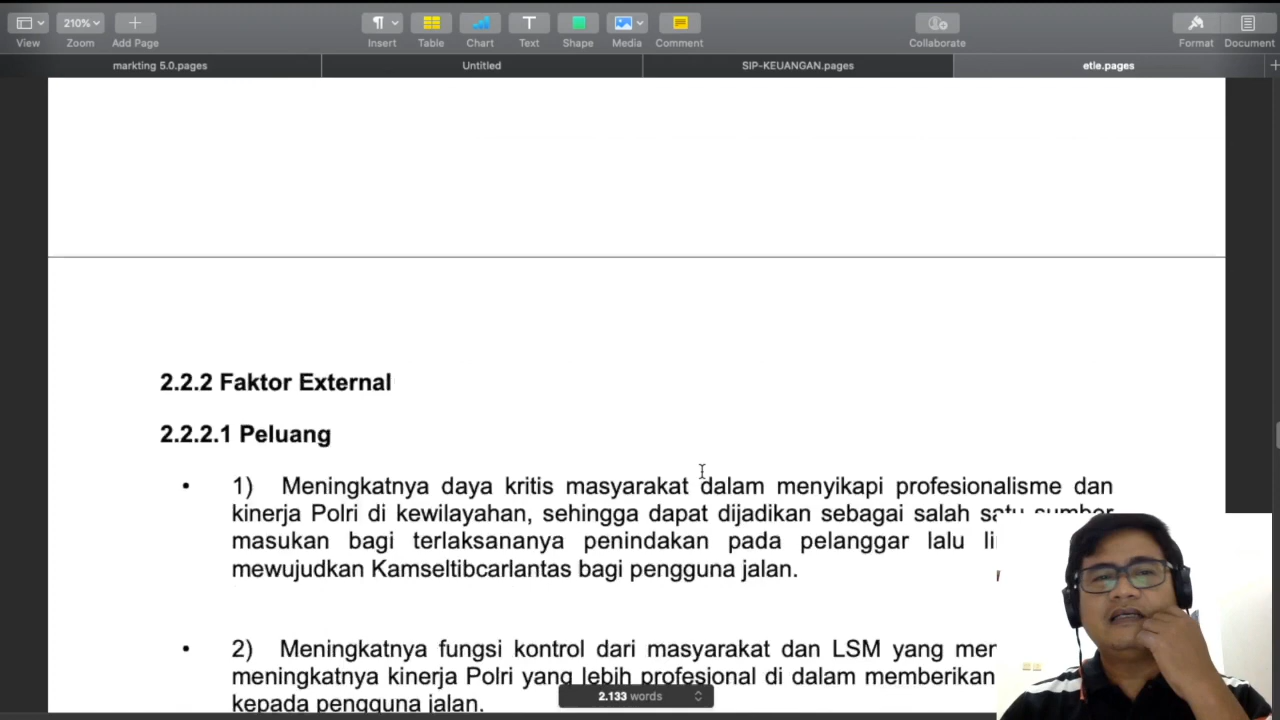 210%
View Zoom Add Page Insert Table Chart Text Shape Media Comment Collaborate Format Document
markting 5.0.pages Untitled SIP-KEUANGAN.pages etle.pages
2.2.2 Faktor External
2.2.2.1 Peluang
• 1) Meningkatnya daya kritis masyarakat dalam menyikapi profesionalisme dan
kinerja Polri di kewilayahan, sehingga dapat dijadikan sebagai salah satu sumber
masukan bagi terlaksananya penindakan pada pelanggar lalu
mewujudkan Kamseltibcarlantas bagi pengguna jalan.
• 2) Meningkatnya fungsi kontrol dari masyarakat dan LSM yang
meningkatnya kinerja Polri yang lebih profesional di dalam memberikan
kepada pengguna jalan.
2.133 words